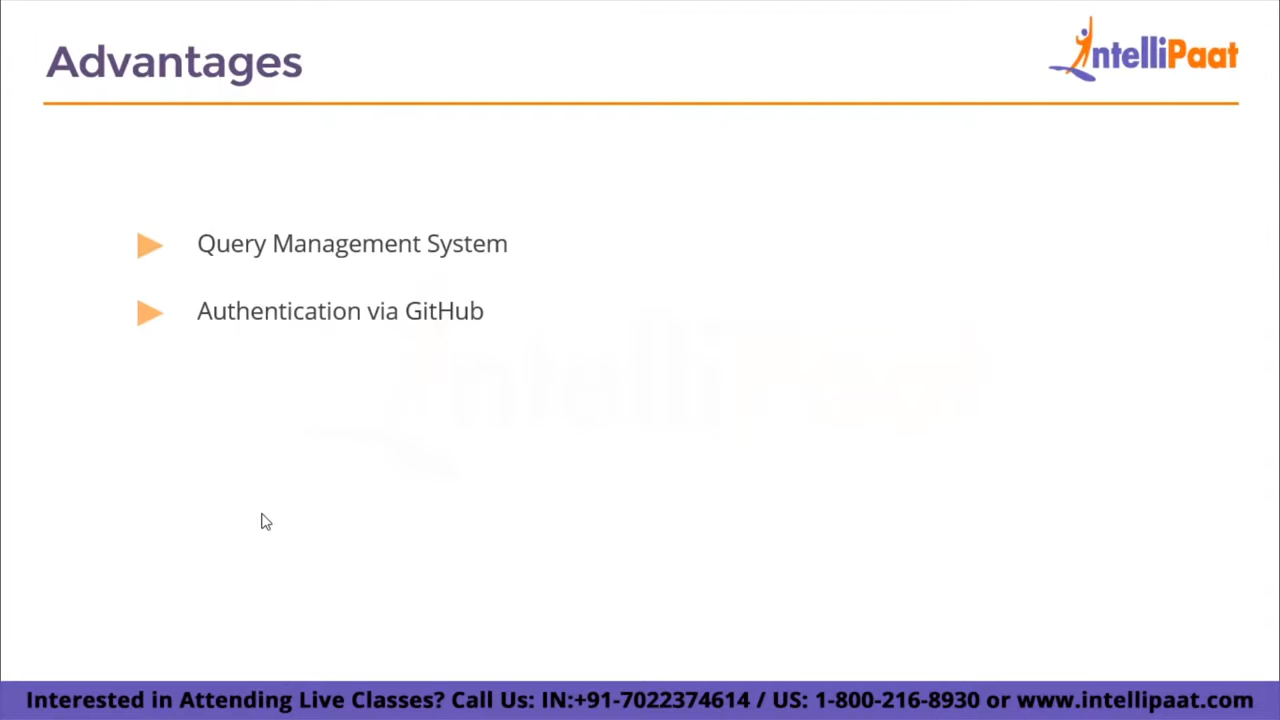 Advantages
IntelliPaat
Query Management System
Authentication via GitHub
IntelliPaat
Interested in Attending Live Classes? Call Us: IN:+91-7022374614 / US: 1-800-216-8930 or www.intellipaat.com